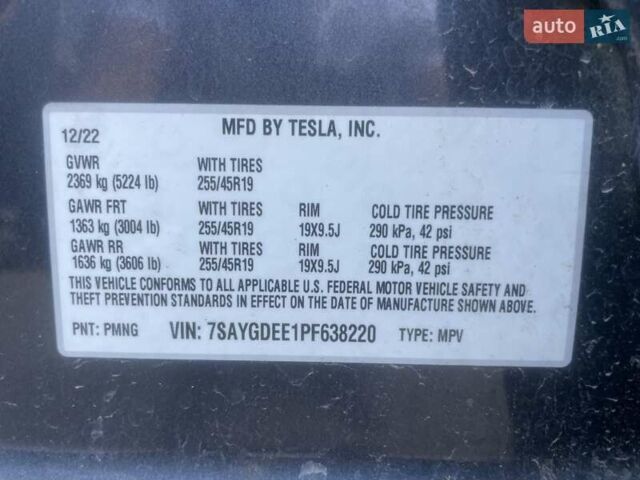 auto RIA
.com
12/22 MFD BY TESLA, INC.
GVWR WITH TIRES
2369 kg (5224 lb) 255/45R19
GAWR FRT WITH TIRES RIM COLD TIRE PRESSURE
1363 kg (3004 lb) 255/45R19 19X9.5J 290 kPa, 42 psi
GAWR RR WITH TIRES RIM COLD TIRE PRESSURE
1636 kg (3606 lb) 255/45R19 19X9.5J 290 kPa, 42 psi
THIS VEHICLE CONFORMS TO ALL APPLICABLE U.S. FEDERAL MOTOR VEHICLE SAFETY AND
THEFT PREVENTION STANDARDS IN EFFECT ON THE DATE OF MANUFACTURE SHOWN ABOVE.
PNT: PMNG VIN: 7SAYGDEE1PF638220 TYPE: MPV